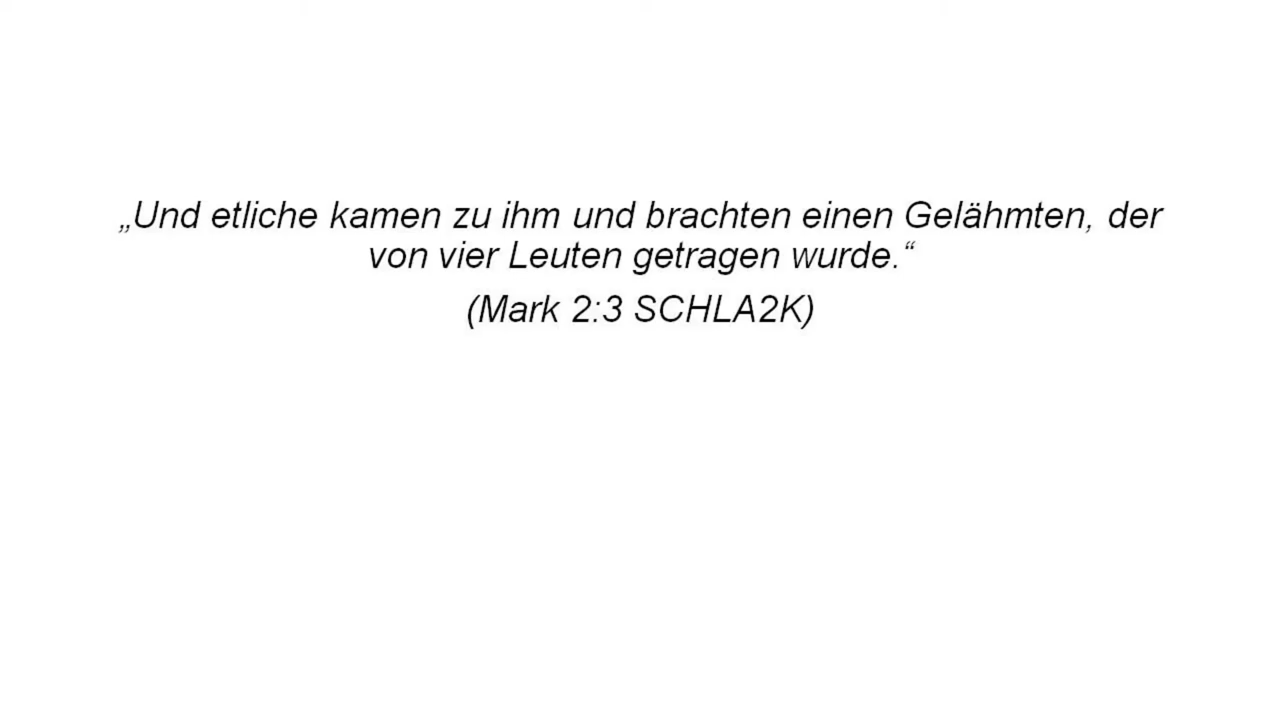 „Und etliche kamen zu ihm und brachten einen Gelähmten, der
von vier Leuten getragen wurde.“
(Mark 2:3 SCHLA2K)